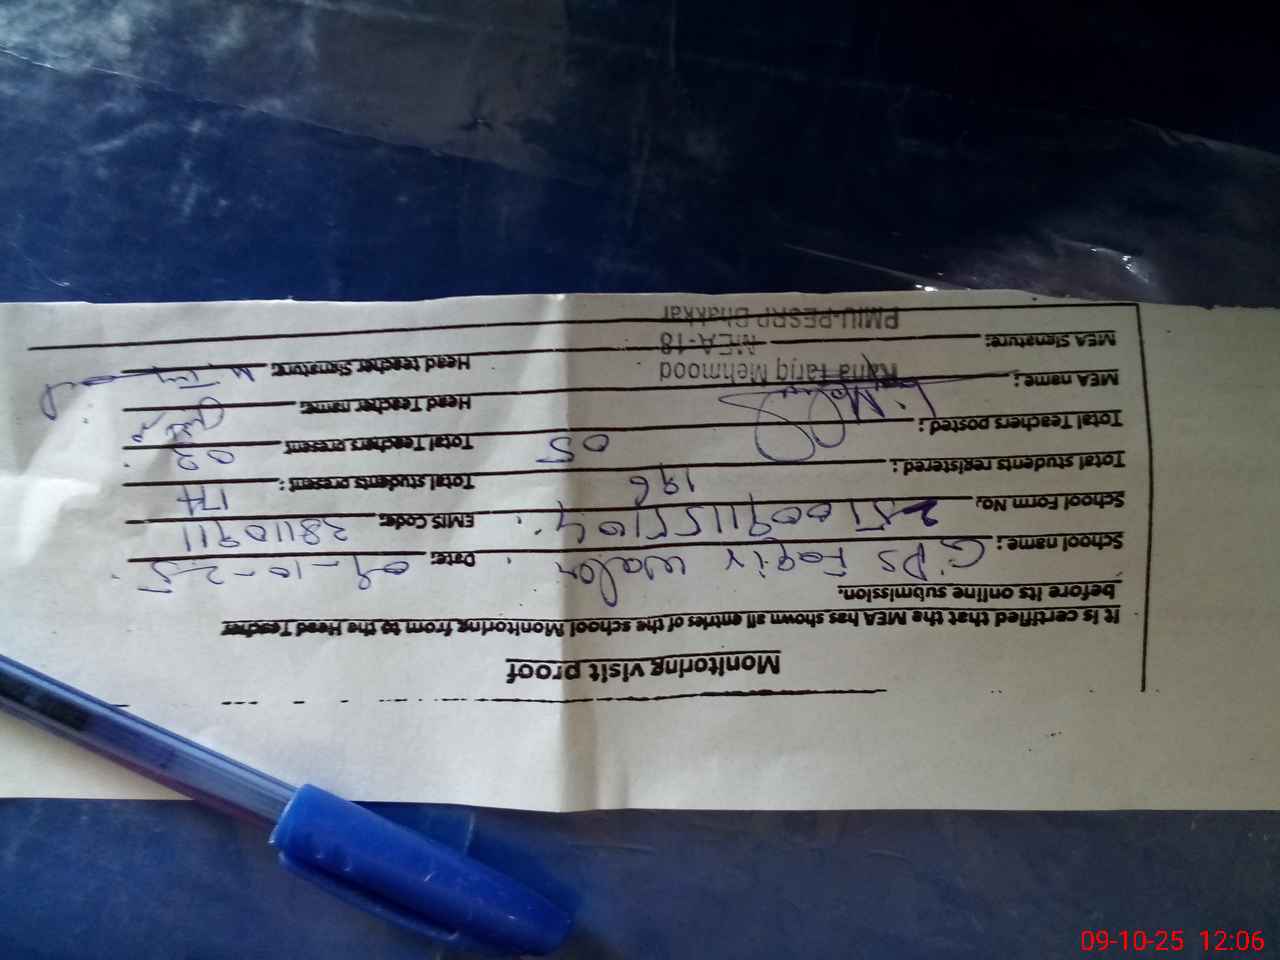 Monitoring visit proof
It is certified that the MEA has shown all entries of the school Monitoring from to the Head Teacher
before its online submission.
School name: GPS Faqir wala Date: 09-10-25
School Form No. 25100911551104 EMIS Code: 38110911
Total students registered: 196 Total students present: 174
Total Teachers posted: 05 Total Teachers present 03
MEA name: Rana Tariq Mehmood Head Teacher name:
MEA Signature: MEA-18 Head teacher Signature:
PMIU-PESRP Bhakkar
09-10-25 12:06